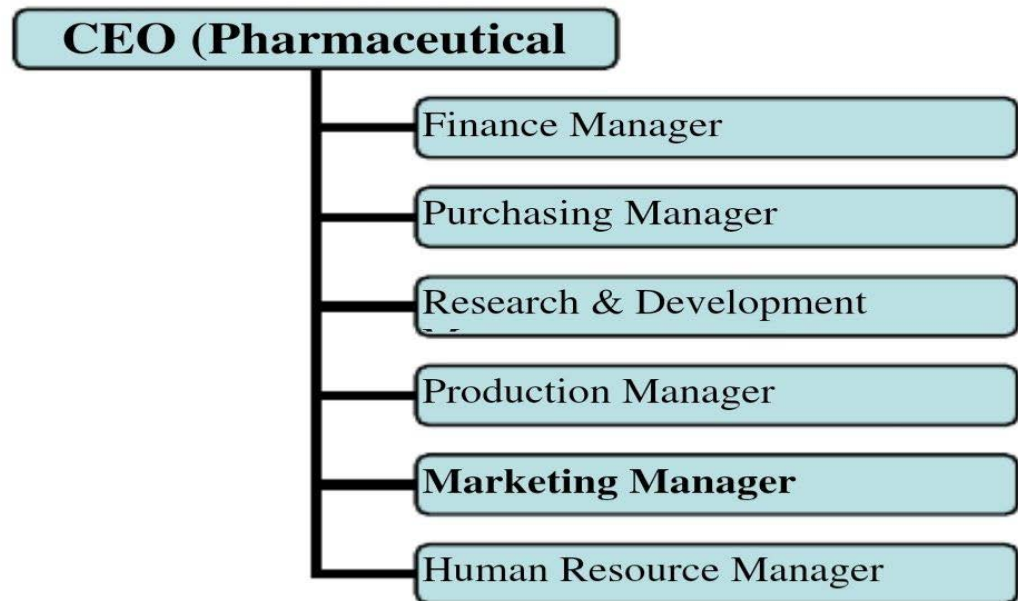 CEO (Pharmaceutical
Finance Manager
Purchasing Manager
Research & Development
Production Manager
Marketing Manager
Human Resource Manager